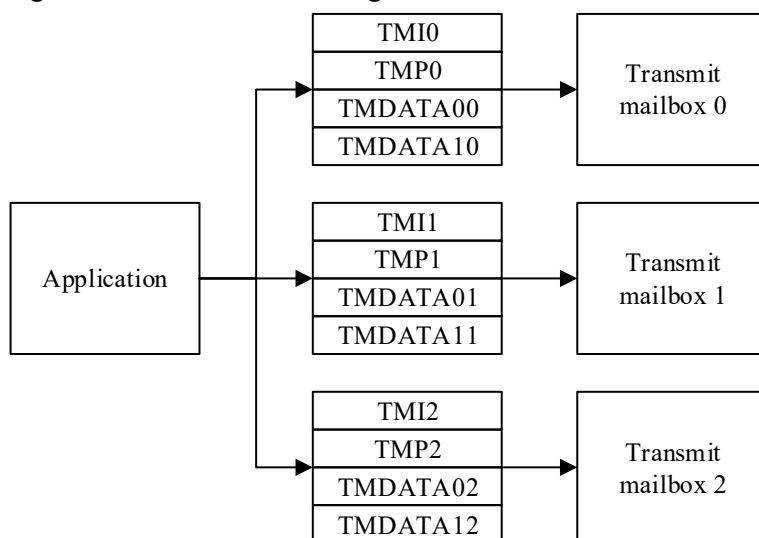 TMI0
TMP0
TMDATA00
TMDATA10
Transmit
mailbox 0
Application
TMI1
TMP1
TMDATA01
TMDATA11
Transmit
mailbox 1
TMI2
TMP2
TMDATA02
TMDATA12
Transmit
mailbox 2